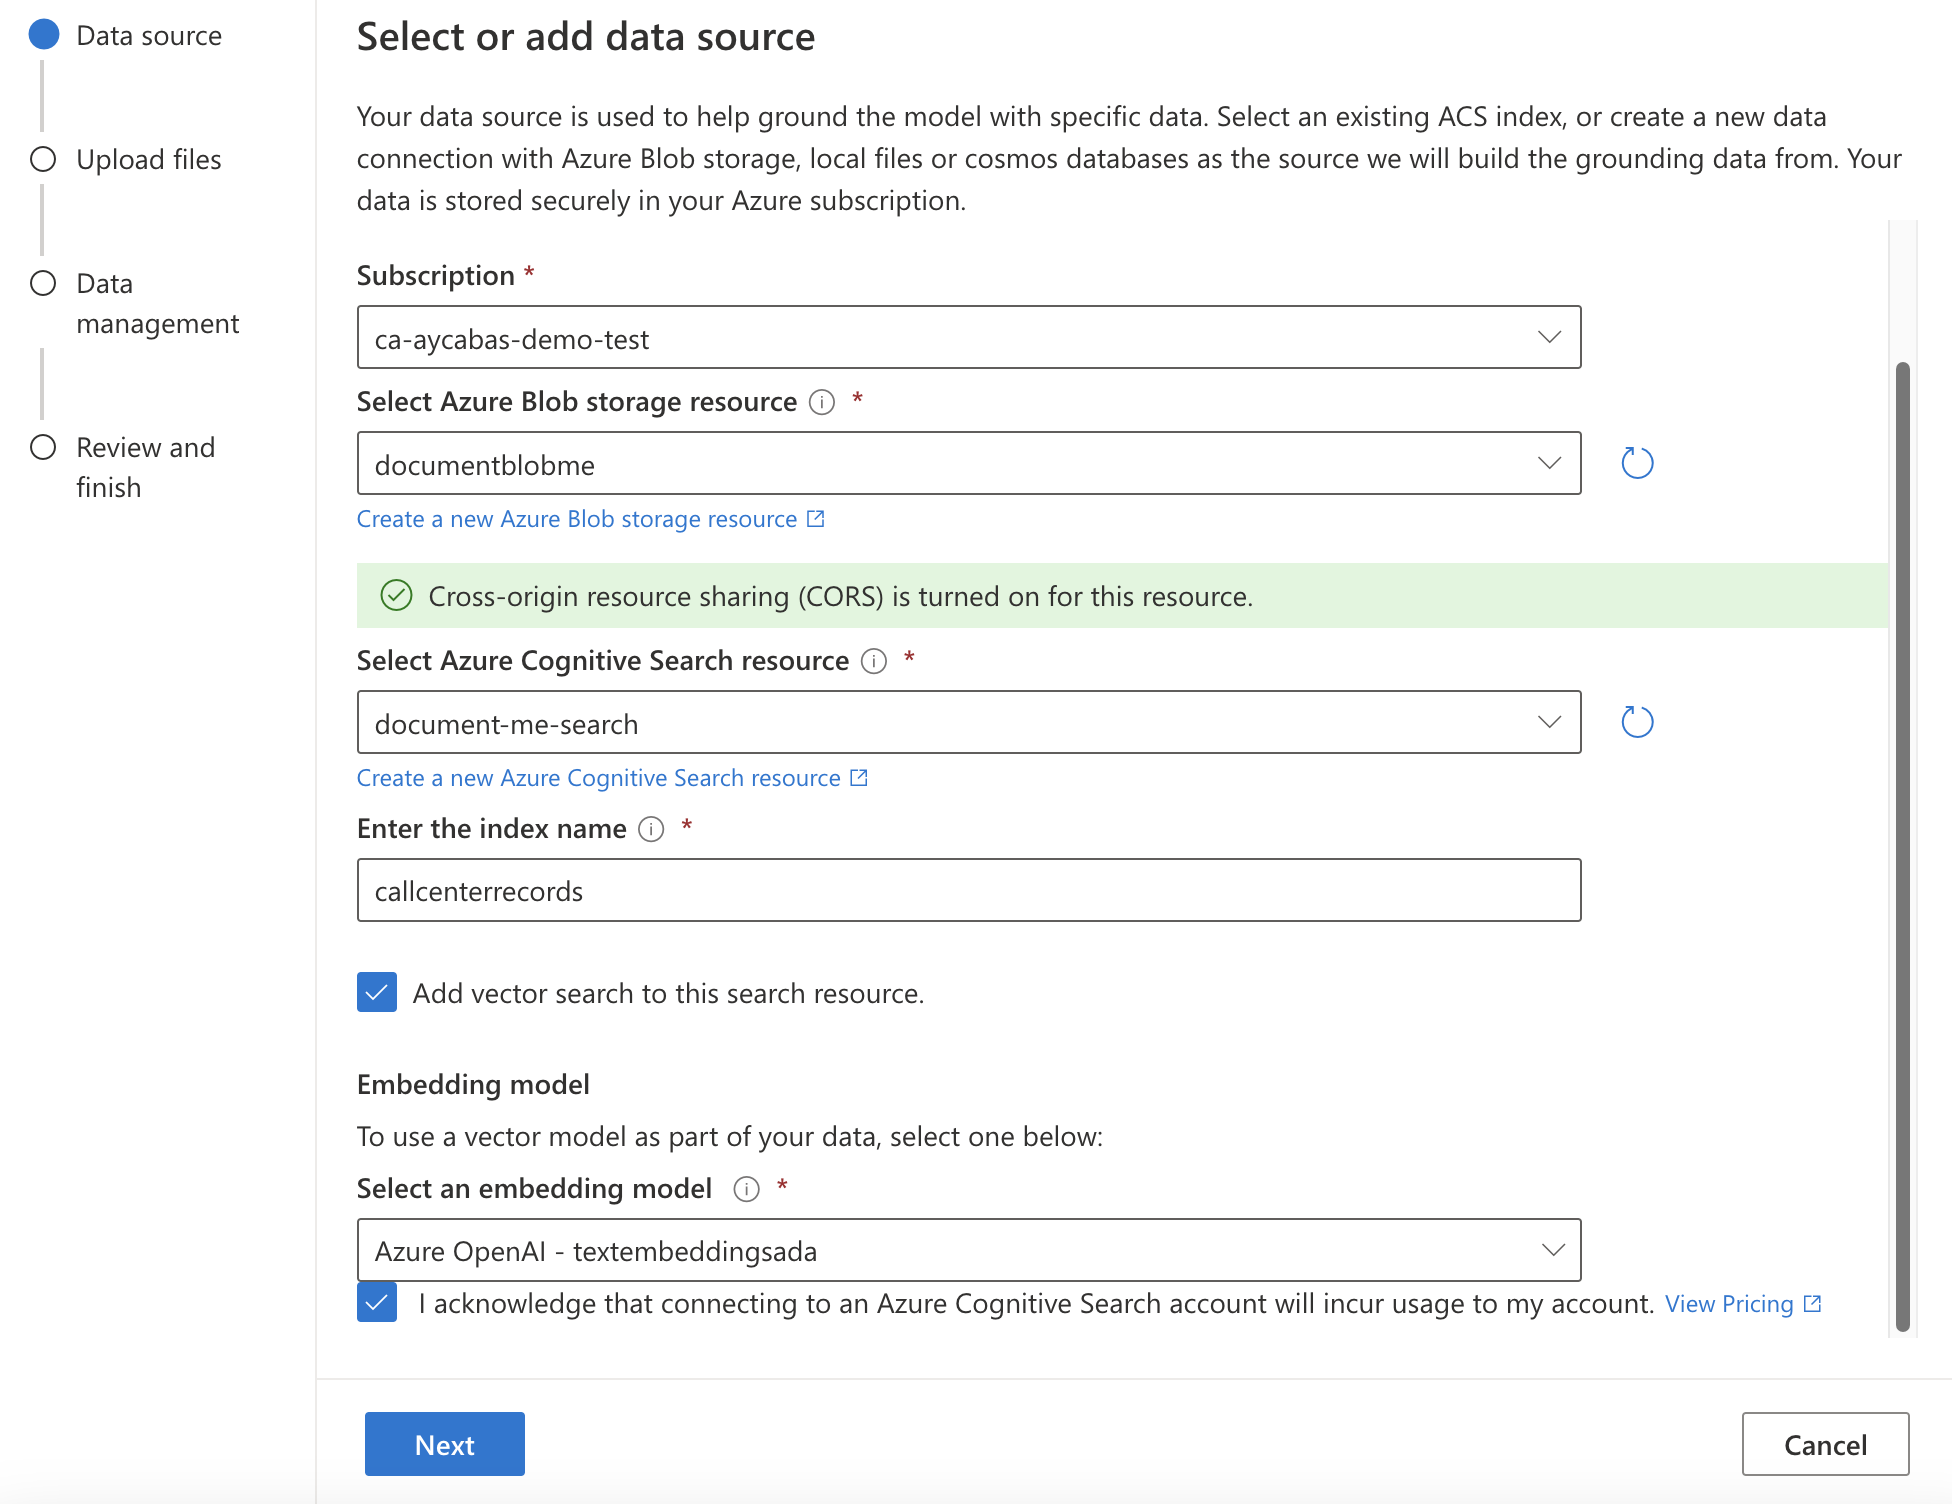 Data source
Upload files
Data
management
Review and
finish
Select or add data source
Your data source is used to help ground the model with specific data. Select an existing ACS index, or create a new data
connection with Azure Blob storage, local files or cosmos databases as the source we will build the grounding data from. Your
data is stored securely in your Azure subscription.
Subscription *
ca-aycabas-demo-test
Select Azure Blob storage resource *
documentblobme
Create a new Azure Blob storage resource
Cross-origin resource sharing (CORS) is turned on for this resource.
Select Azure Cognitive Search resource *
document-me-search
Create a new Azure Cognitive Search resource
Enter the index name *
callcenterrecords
Add vector search to this search resource.
Embedding model
To use a vector model as part of your data, select one below:
Select an embedding model *
Azure OpenAI - textembeddingsada
I acknowledge that connecting to an Azure Cognitive Search account will incur usage to my account. View Pricing
Next
Cancel